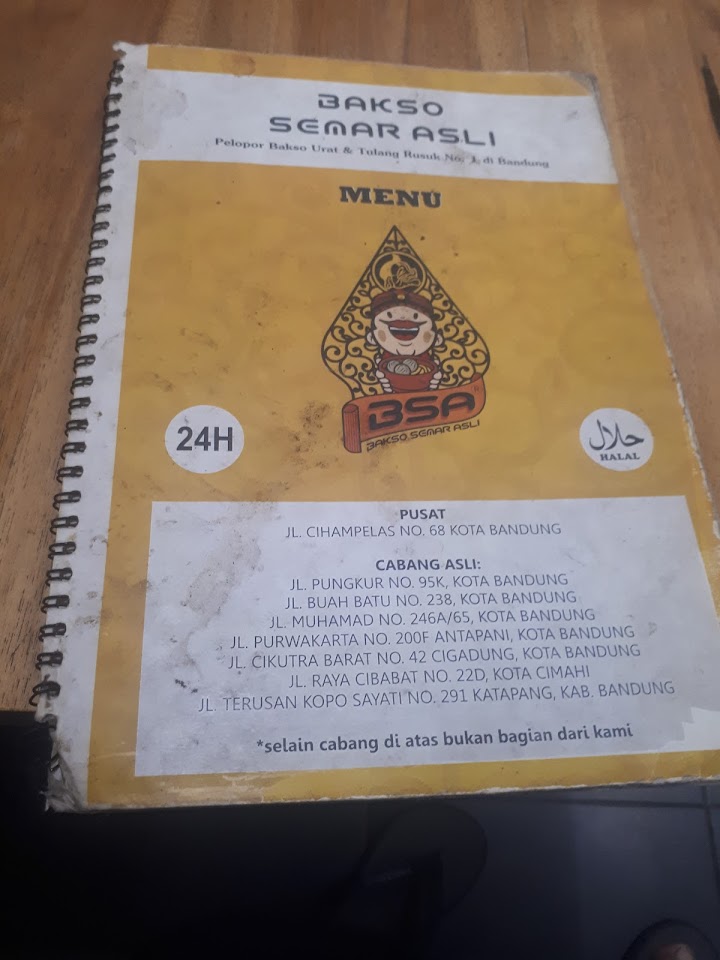 BAKSO
SEMAR ASLI
Pelopor Bakso Urat & Tulang Rusuk No. 1 di Bandung
MENU
BSA
BAKSO SEMAR ASLI
24H
حلال
HALAL
PUSAT
JL. CIHAMPELAS NO. 68 KOTA BANDUNG
CABANG ASLI:
JL. PUNGKUR NO. 95K, KOTA BANDUNG
JL. BUAH BATU NO. 238, KOTA BANDUNG
JL. MUHAMAD NO. 246A/65, KOTA BANDUNG
JL. PURWAKARTA NO. 200F ANTAPANI, KOTA BANDUNG
JL. CIKUTRA BARAT NO. 42 CIGADUNG, KOTA BANDUNG
JL. RAYA CIBABAT NO. 22D, KOTA CIMAHI
JL. TERUSAN KOPO SAYATI NO. 291 KATAPANG, KAB. BANDUNG
*selain cabang di atas bukan bagian dari kami